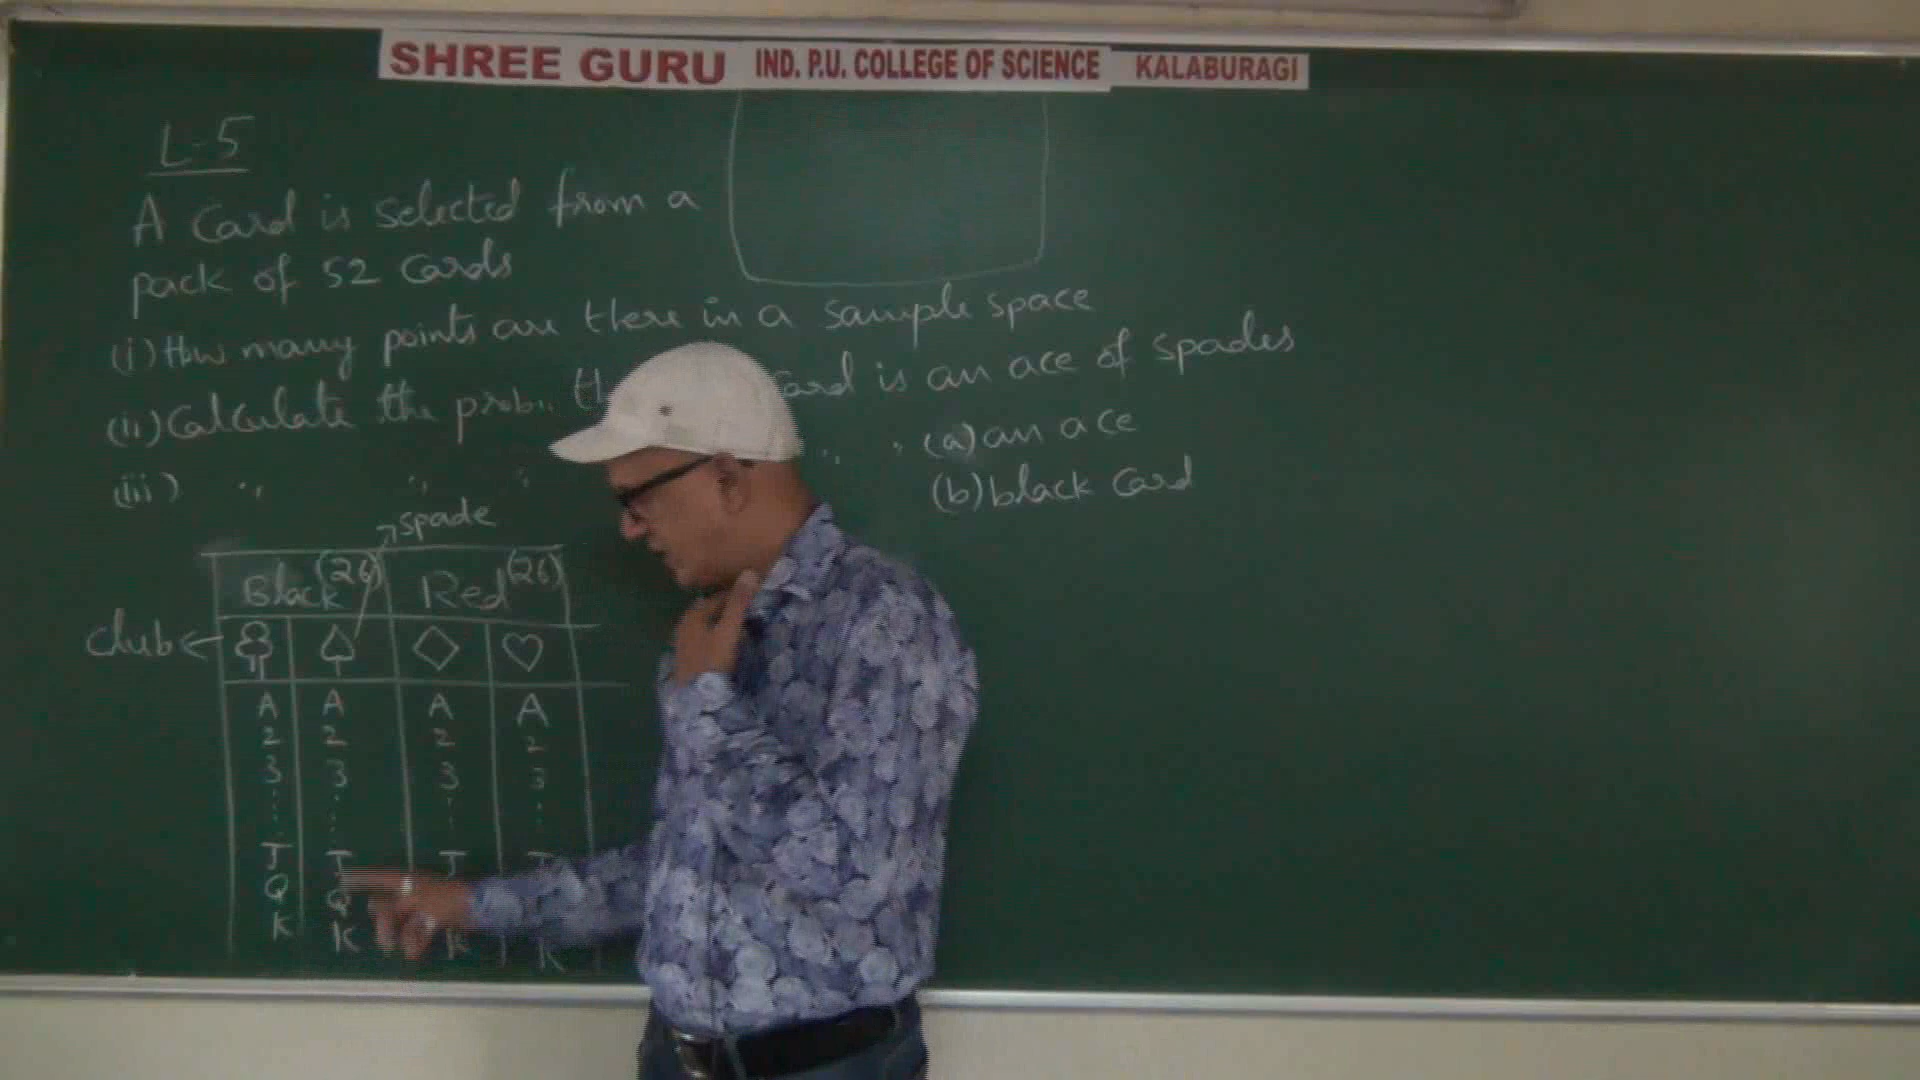 SHREE GURU IND. P.U. COLLEGE OF SCIENCE KALABURAGI
L-5
A Card is selected from a
pack of 52 Cards
(i) How many points are there in a sample space
(ii) Calculate the prob.. card is an ace of spades
(iii) " " " " " (a) an ace
(b) black Card
spade
Black (26) Red (26)
Club
A A A A
2 2 2 2
3 3 3 3
J J J J
Q Q
K K K K